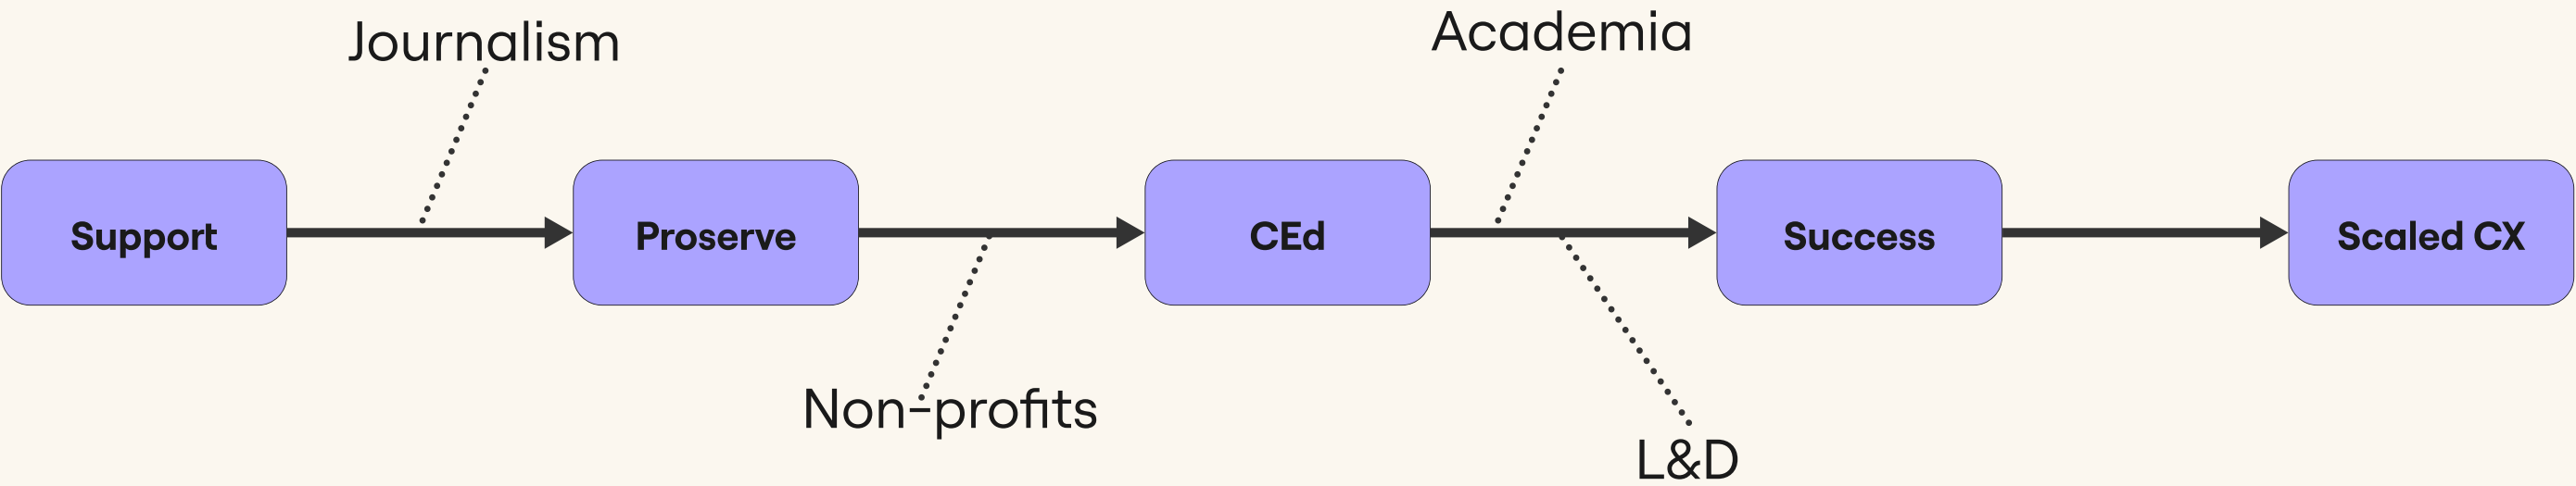 Journalism
Academia
Support
Proserve
CEd
Success
Scaled CX
Non-profits
L&D